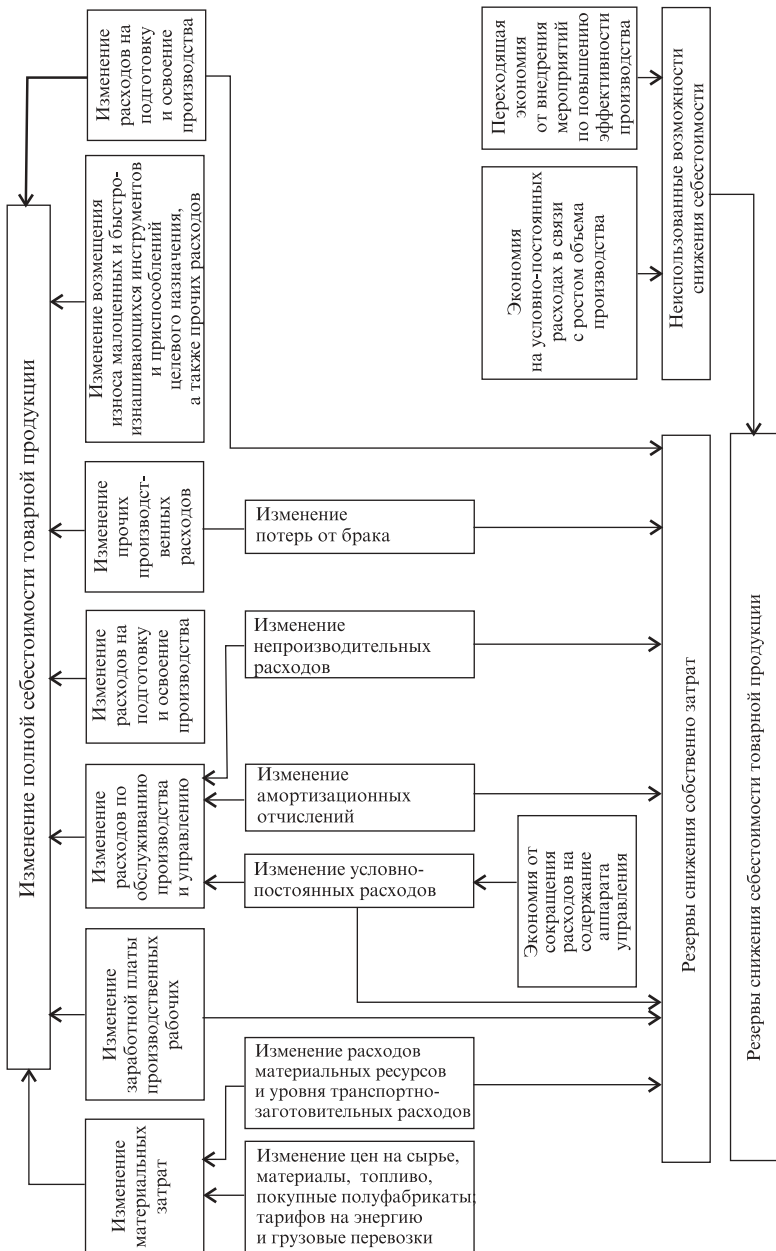 Изменение полной себестоимости товарной продукции
Изменение
материальных
затрат
Изменение
заработной платы
производственных
рабочих
Изменение
расходов по
обслуживанию
производства
и управлению
Изменение
расходов на
подготовку
и освоение
производства
Изменение
прочих
производст-
венных
расходов
Изменение возмещения
износа малоценных и быстро-
изнашивающихся инструментов
и приспособлений
целевого назначения,
а также прочих расходов
Изменение
расходов на
подготовку
и освоение
производства
Изменение цен на сырье,
материалы, топливо,
покупные полуфабрикаты;
тарифов на энергию
и грузовые перевозки
Изменение расходов
материальных ресурсов
и уровня транспортно-
заготовительных расходов
Изменение условно-
постоянных расходов
Изменение
амортизационных
отчислений
Изменение
непроизводительных
расходов
Изменение
потерь от брака
Экономия от
сокращения
расходов на
содержание
аппарата
управления
Экономия
на условно-постоянных
расходах в связи
с ростом объема
производства
Переходящая
экономия
от внедрения
мероприятий
по повышению
эффективности
производства
Резервы снижения собственно затрат
Неиспользованные возможности
снижения себестоимости
Резервы снижения себестоимости товарной продукции